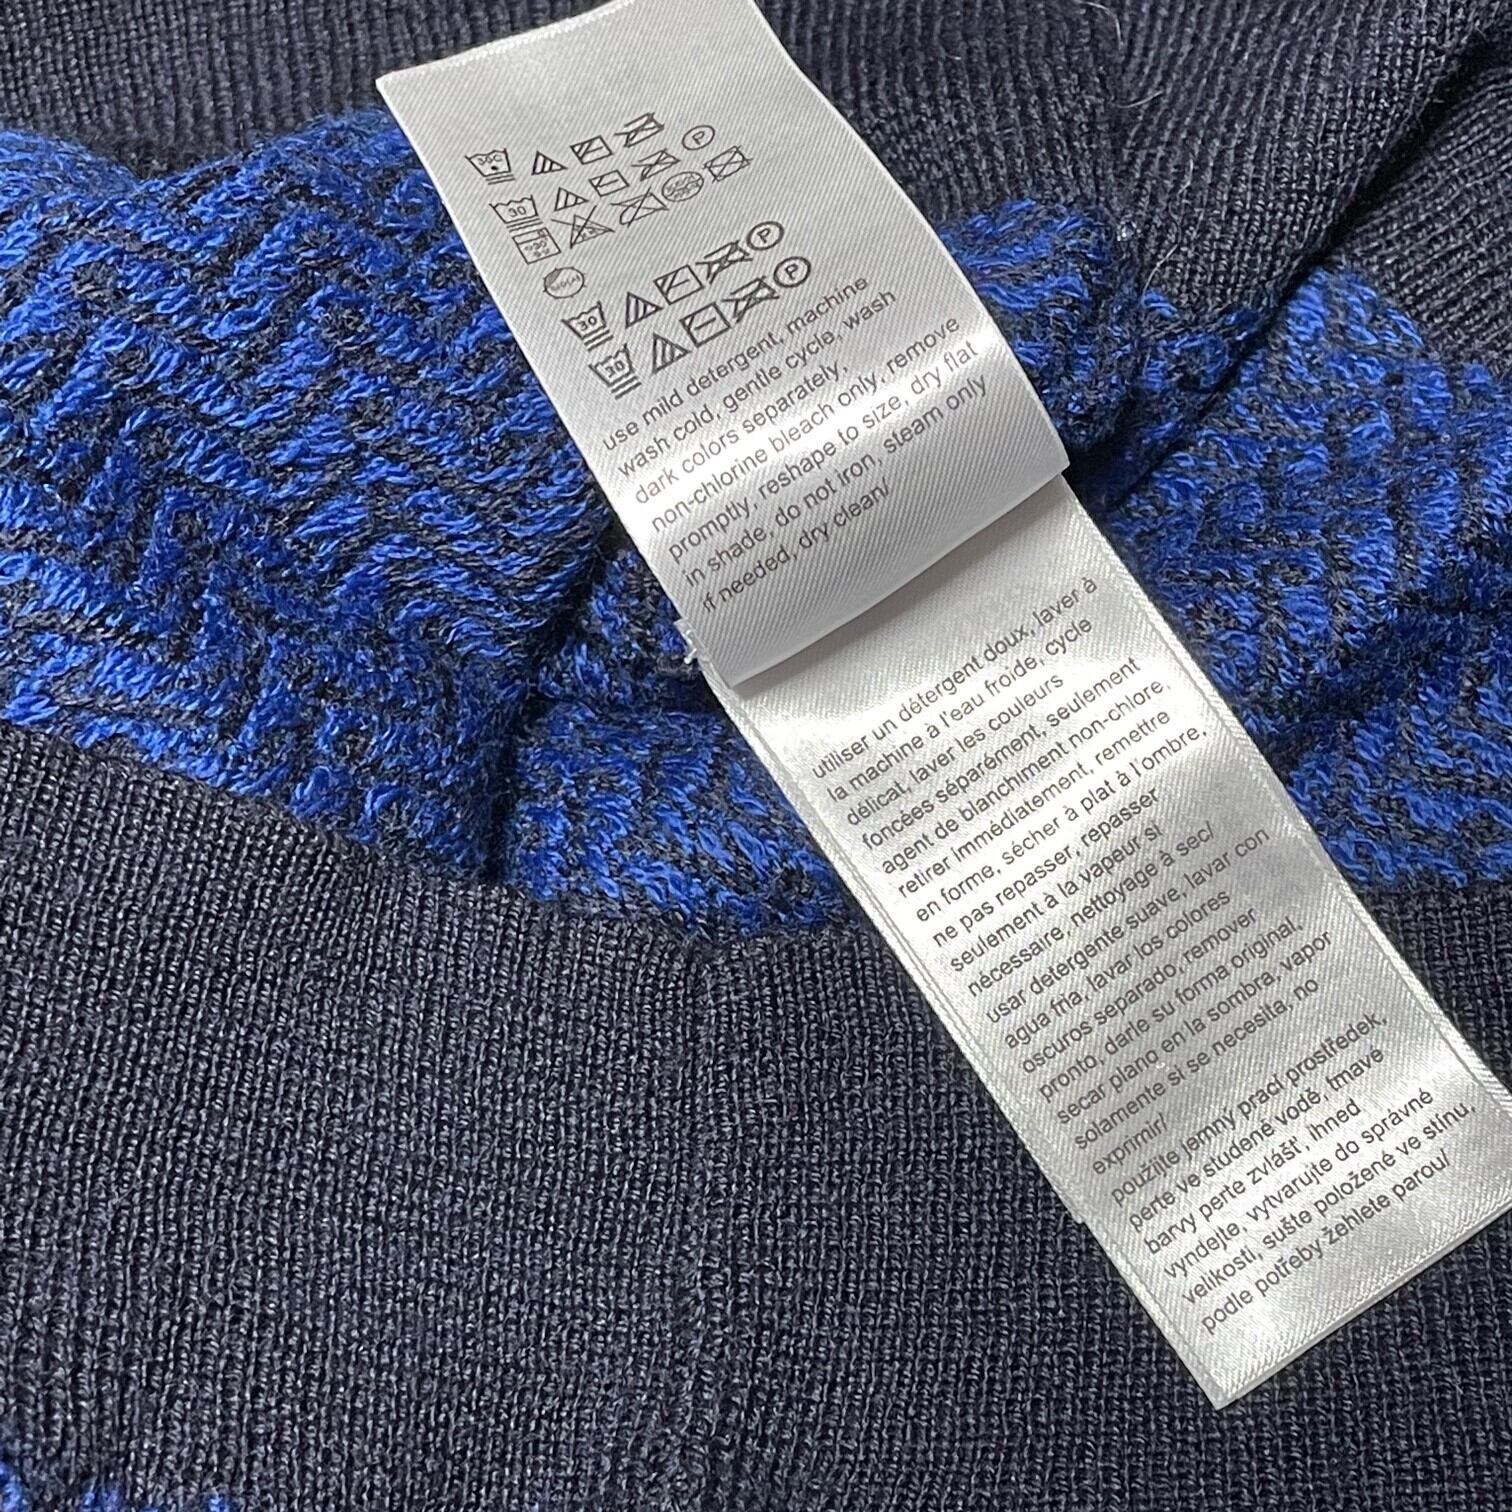 30C
P
30
P
30
P
30
P
use mild detergent, machine
wash cold, gentle cycle, wash
dark colors separately,
non-chlorine bleach only, remove
promptly, reshape to size, dry flat
in shade, do not iron, steam only
if needed, dry clean/
utiliser un détergent doux, laver à
la machine à l'eau froide, cycle
délicat, laver les couleurs
foncées séparément, seulement
agent de blanchiment non-chlore,
retirer immédiatement, remettre
en forme, sécher à plat à l'ombre,
ne pas repasser, repasser
seulement à la vapeur si
nécessaire, nettoyage à sec/
usar detergente suave, lavar con
agua fria, lavar los colores
oscuros separado, remover
pronto, darle su forma original,
secar plano en la sombra, vapor
solamente si se necesita, no
exprimir/
použijte jemný prací prostředek,
perte ve studené vodě, tmavé
barvy perte zvlášť, ihned
vyndejte, vytvarujte do správné
velikosti, sušte položené ve stínu,
podle potřeby žehlete parou/